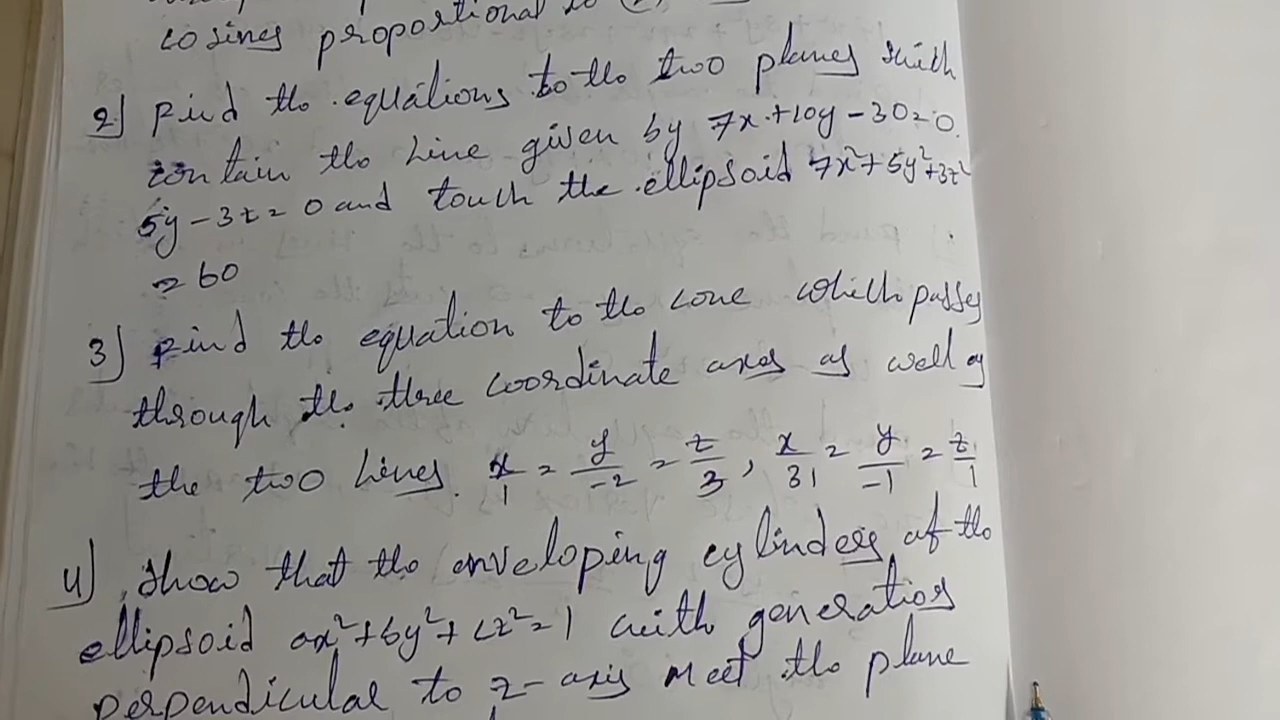 cosines proportional to
2) Find the equations to the two planes which
contain the line given by 7x+10y-30=0,
5y-3z=0 and touch the ellipsoid 7x²+5y²+3z²
=60
3) Find the equation to the cone which passes
through the three coordinate axes as well as
the two lines. x/1 = y/-2 = z/3, x/3 = y/-1 = z/1
4) Show that the enveloping cylinders of the
ellipsoid ax²+by²+cz²=1 with generators
perpendicular to z-axis meet the plane